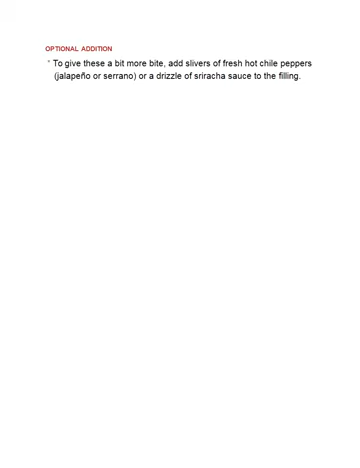 OPTIONAL ADDITION
* To give these a bit more bite, add slivers of fresh hot chile peppers
(jalapeño or serrano) or a drizzle of sriracha sauce to the filling.